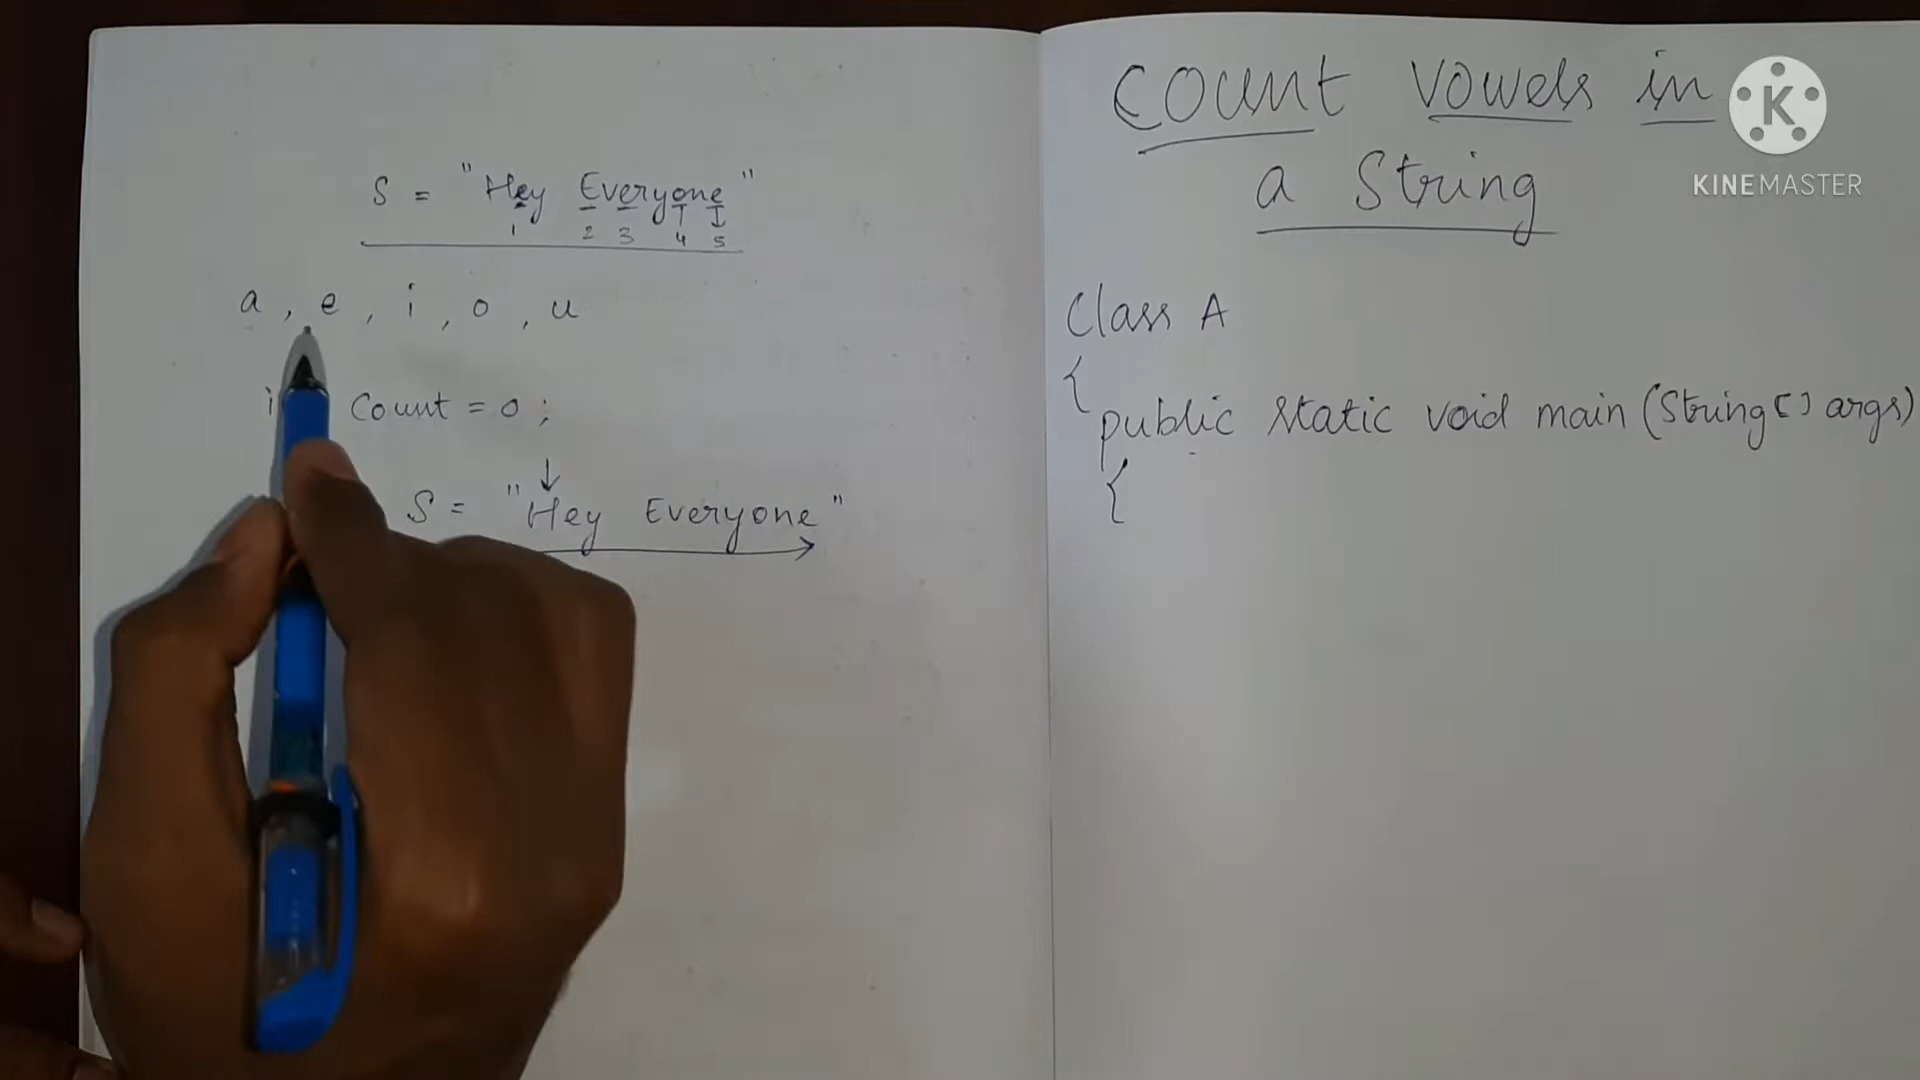 S = "Hey Everyone"
1 2 3 4 5
a , e , i , o , u
Count = 0 ;
S = "Hey Everyone"
Count Vowels in
a String
Class A
{
public static void main (String [] args)
{
KINEMASTER